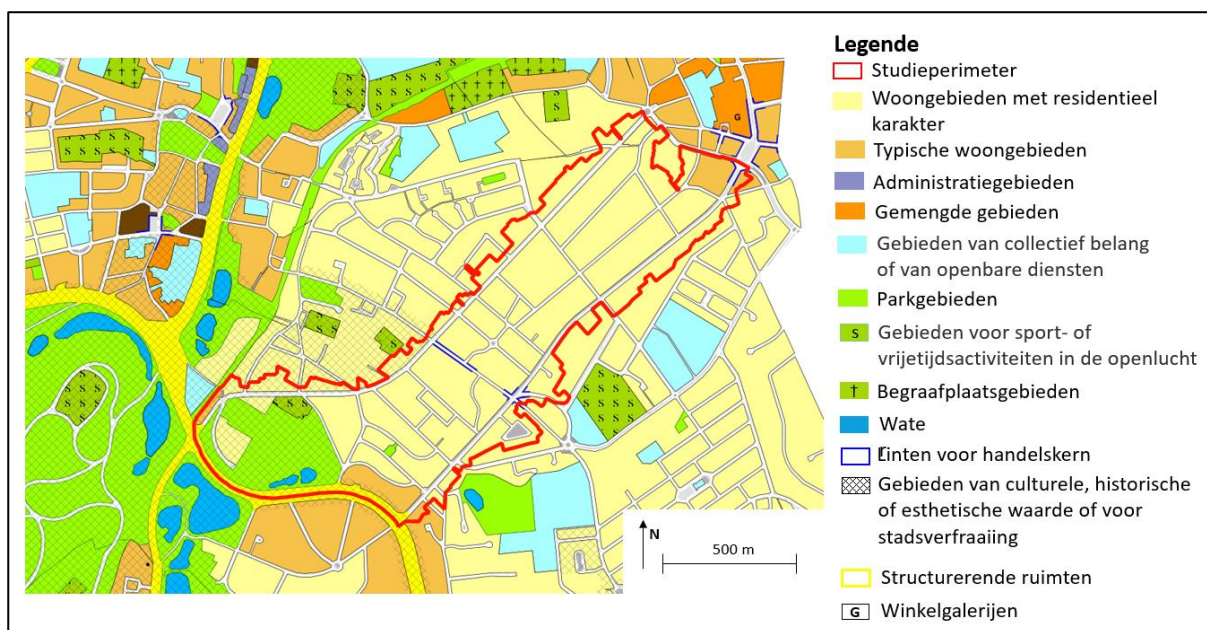 Legende
Studieperimeter
Woongebieden met residentieel
karakter
Typische woongebieden
Administratiegebieden
Gemengde gebieden
Gebieden van collectief belang
of van openbare diensten
Parkgebieden
S Gebieden voor sport- of
vrijetijdsactiviteiten in de openlucht
† Begraafplaatsgebieden
Wate
Linten voor handelskern
Gebieden van culturele, historische
of esthetische waarde of voor
stadsverfraaiing
Structurerende ruimten
G Winkelgalerijen
G
N
500 m